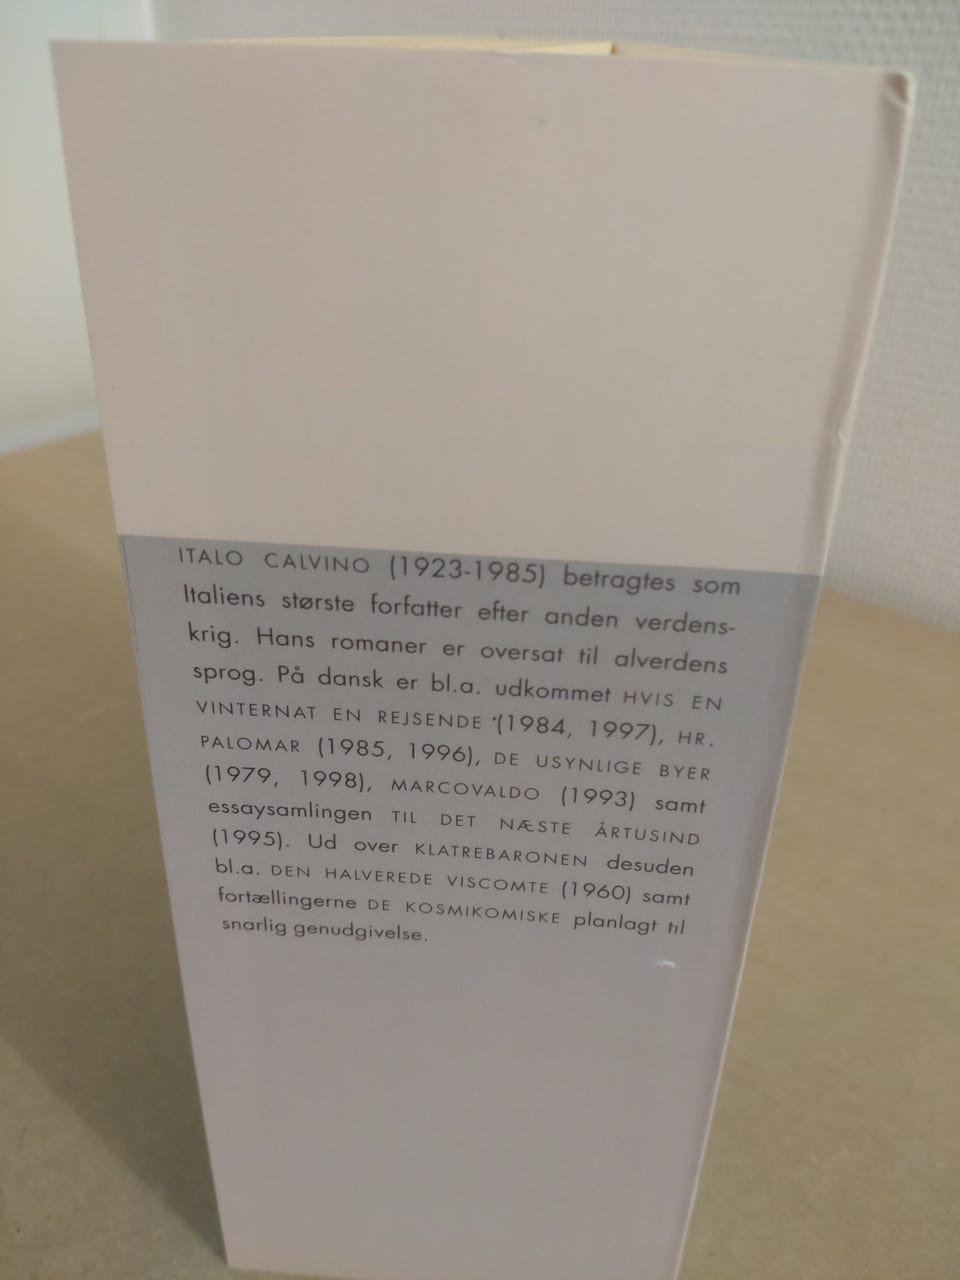 ITALO CALVINO (1923-1985) betragtes som
Italiens største forfatter efter anden verdens-
krig. Hans romaner er oversat til alverdens
sprog. På dansk er bl.a. udkommet HVIS EN
VINTERNAT EN REJSENDE (1984, 1997), HR.
PALOMAR (1985, 1996), DE USYNLIGE BYER
(1979, 1998), MARCOVALDO (1993) samt
essaysamlingen TIL DET NÆSTE ÅRTUSIND
(1995). Ud over KLATREBARONEN desuden
bl.a. DEN HALVEREDE VISCOMTE (1960) samt
fortællingerne DE KOSMIKOMISKE planlagt til
snarlig genudgivelse.